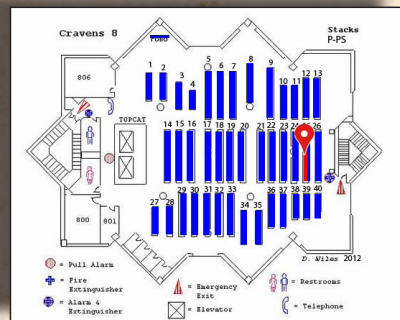 Cravens 8
Stacks
P-PS
806
TOPCAT
1 2 3 4 5 6 7 8 9 10 11 12 13
14 15 16 17 18 19 20 21 22 23 24 26
27 28 29 30 31 32 33 34 35 36 37 38 39 40
800
801
D. Niles 2012
= Pull Alarm
= Fire Extinguisher
= Alarm & Extinguisher
= Emergency Exit
= Elevator
= Restrooms
= Telephone